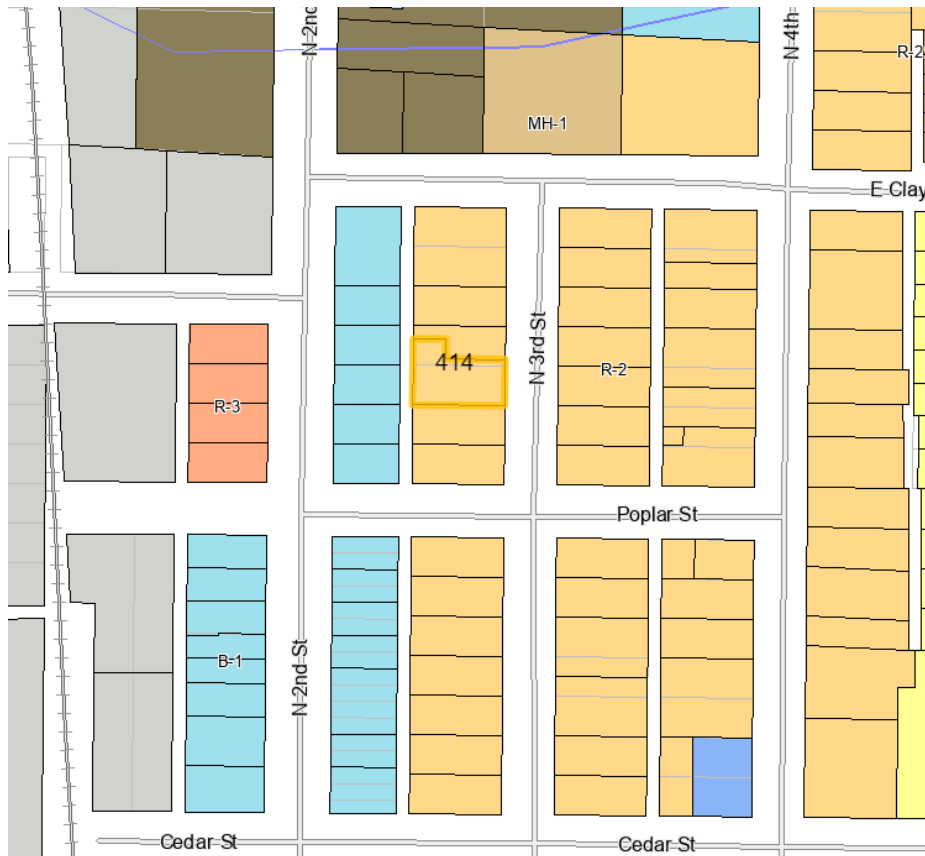 N 2nd
N 4th
R-2
MH-1
E Clay
N 3rd St
414
R-2
R-3
Poplar St
N 2nd St
B-1
Cedar St
Cedar St